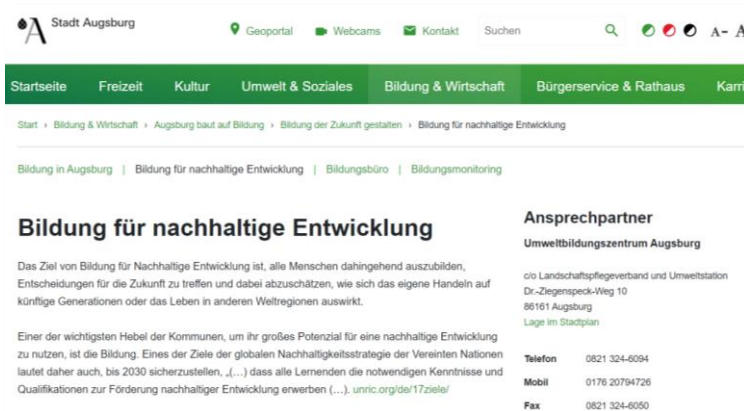 Stadt Augsburg
Geoportal Webcams Kontakt Suchen A- A
Startseite Freizeit Kultur Umwelt & Soziales Bildung & Wirtschaft Bürgerservice & Rathaus Karri
Start › Bildung & Wirtschaft › Augsburg baut auf Bildung › Bildung der Zukunft gestalten › Bildung für nachhaltige Entwicklung
Bildung in Augsburg | Bildung für nachhaltige Entwicklung | Bildungsbüro | Bildungsmonitoring
Bildung für nachhaltige Entwicklung
Das Ziel von Bildung für Nachhaltige Entwicklung ist, alle Menschen dahingehend auszubilden,
Entscheidungen für die Zukunft zu treffen und dabei abzuschätzen, wie sich das eigene Handeln auf
künftige Generationen oder das Leben in anderen Weltregionen auswirkt.
Einer der wichtigsten Hebel der Kommunen, um ihr großes Potenzial für eine nachhaltige Entwicklung
zu nutzen, ist die Bildung. Eines der Ziele der globalen Nachhaltigkeitsstrategie der Vereinten Nationen
lautet daher auch, bis 2030 sicherzustellen, „(…) dass alle Lernenden die notwendigen Kenntnisse und
Qualifikationen zur Förderung nachhaltiger Entwicklung erwerben (…). unric.org/de/17ziele/
Ansprechpartner
Umweltbildungszentrum Augsburg
c/o Landschaftspflegeverband und Umweltstation
Dr.-Ziegenspeck-Weg 10
86161 Augsburg
Lage im Stadtplan
Telefon 0821 324-6094
Mobil 0176 20794726
Fax 0821 324-6050